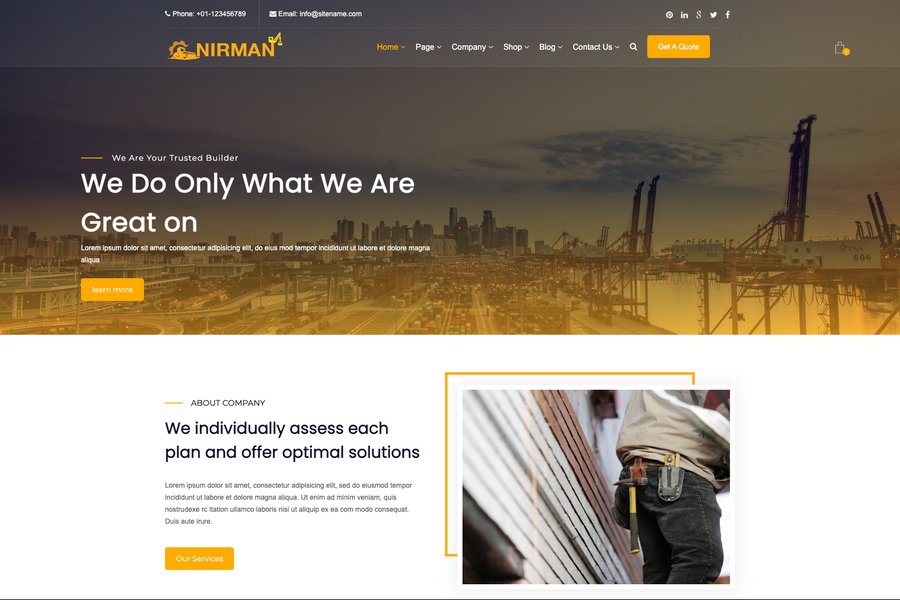 Phone: +01-123456789
Email: info@sitename.com
NIRMAN
Home Page Company Shop Blog Contact Us Get A Quote
We Are Your Trusted Builder
We Do Only What We Are
Great on
Lorem ipsum dolor sit amet, consectetur adipisicing elit, do eius mod tempor incididunt ut labore et dolore magna
aliqua
learn more
ABOUT COMPANY
We individually assess each
plan and offer optimal solutions
Lorem ipsum dolor sit amet, consectetur adipisicing elit, sed do eiusmod tempor
incididunt ut labore et dolore magna aliqua. Ut enim ad minim veniam, quis
nostrudexe rc itation ullamco laboris nisi ut aliquip ex ea com modo consequat.
Duis aute irure.
Our Services